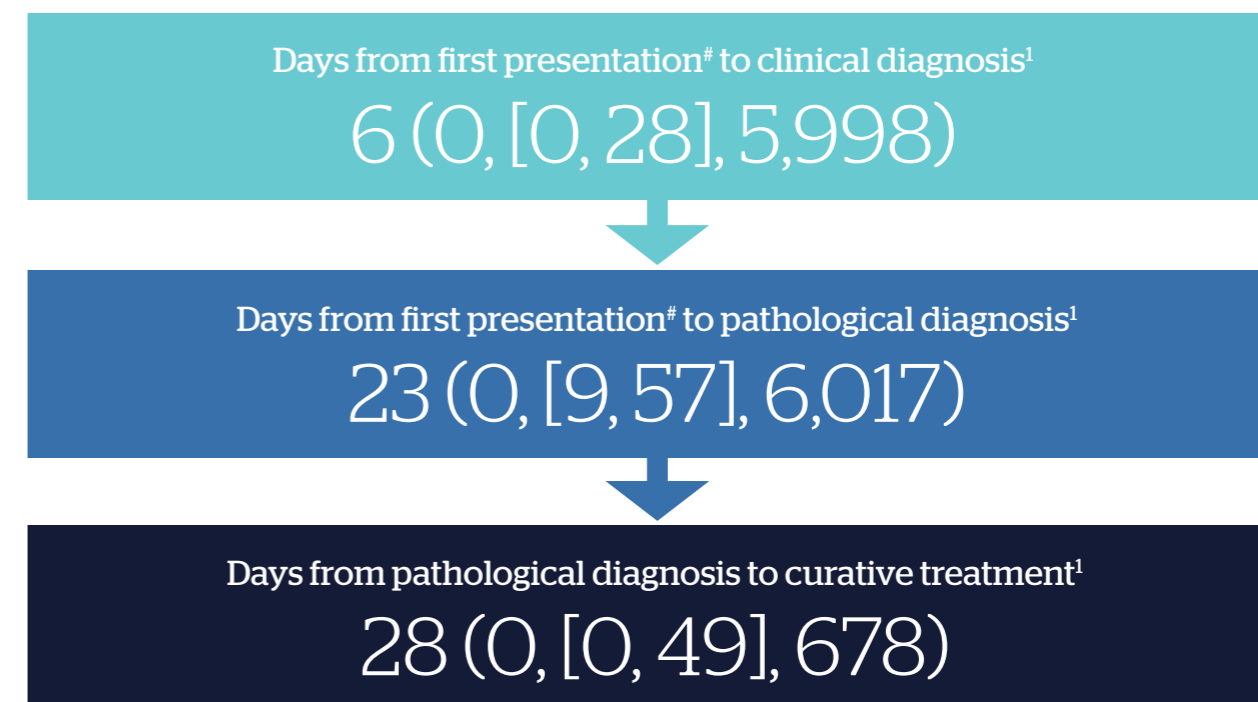 Days from first presentation# to clinical diagnosis1
6 (0, [0, 28], 5,998)
Days from first presentation# to pathological diagnosis1
23 (0, [9, 57], 6,017)
Days from pathological diagnosis to curative treatment1
28 (0, [0, 49], 678)